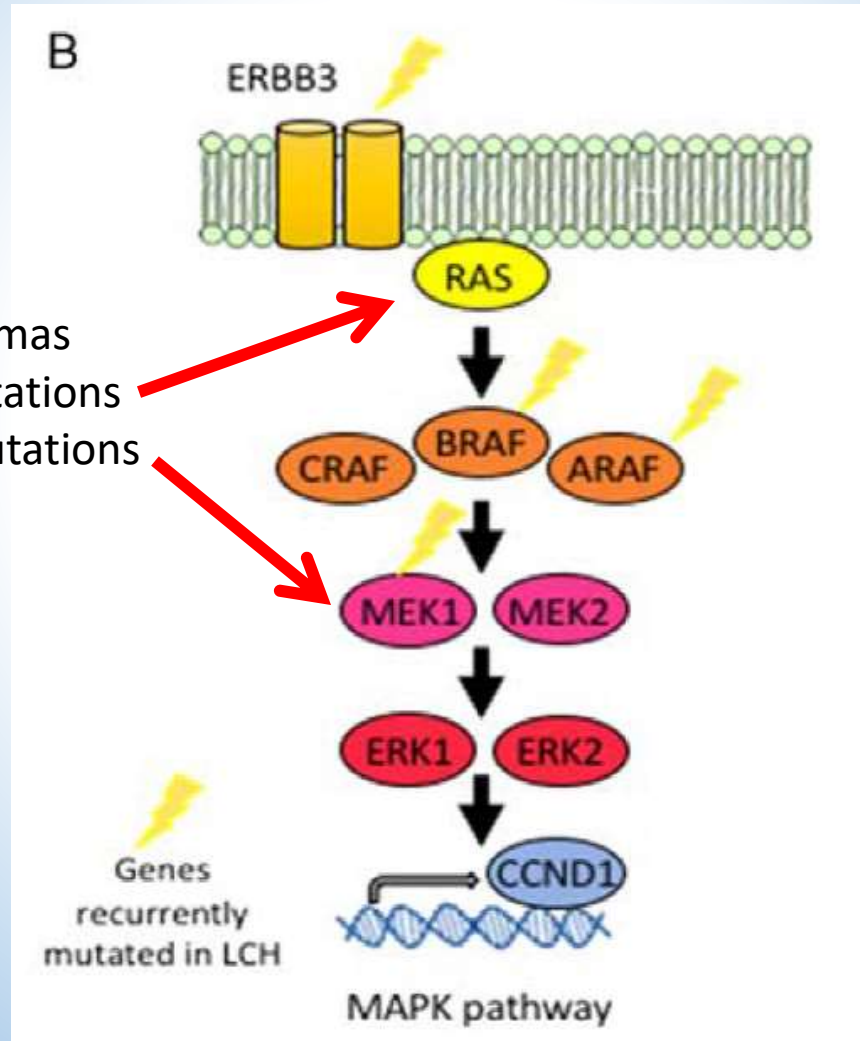 B
ERBB3
RAS
CRAF BRAF ARAF
MEK1 MEK2
ERK1 ERK2
CCND1
Genes
recurrently
mutated in LCH
MAPK pathway